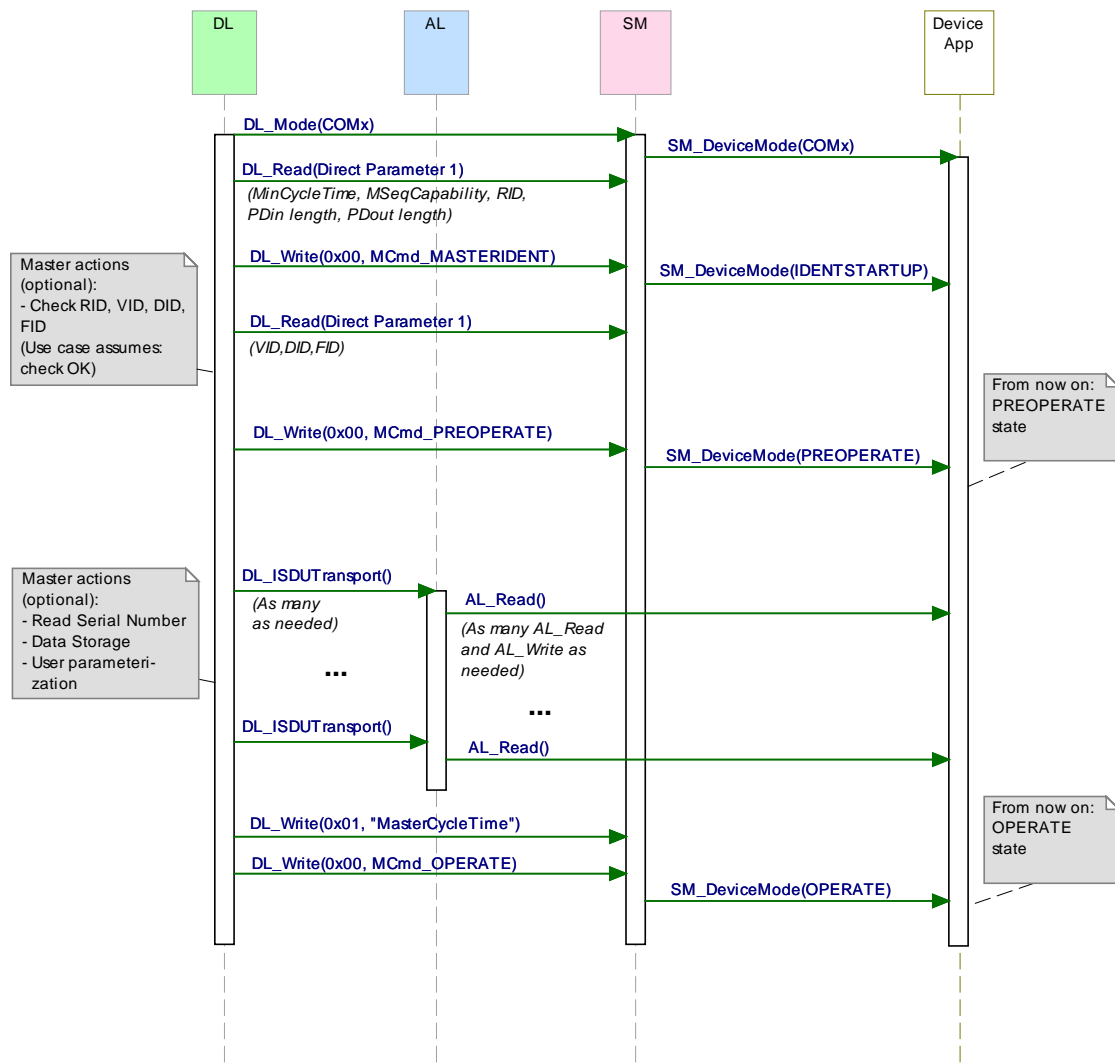 DL
AL
SM
Device
App
DL_Mode(COMx)
SM_DeviceMode(COMx)
DL_Read(Direct Parameter 1)
(MinCycleTime, MSeqCapability, RID,
PDin length, PDout length)
Master actions
(optional):
- Check RID, VID, DID,
FID
(Use case assumes:
check OK)
DL_Write(0x00, MCmd_MASTERIDENT)
SM_DeviceMode(IDENTSTARTUP)
DL_Read(Direct Parameter 1)
(VID,DID,FID)
From now on:
PREOPERATE
state
DL_Write(0x00, MCmd_PREOPERATE)
SM_DeviceMode(PREOPERATE)
Master actions
(optional):
- Read Serial Number
- Data Storage
- User parameteri-
zation
DL_ISDUTransport()
(As many
as needed)
AL_Read()
(As many AL_Read
and AL_Write as
needed)
...
...
DL_ISDUTransport()
AL_Read()
From now on:
OPERATE
state
DL_Write(0x01, "MasterCycleTime")
DL_Write(0x00, MCmd_OPERATE)
SM_DeviceMode(OPERATE)